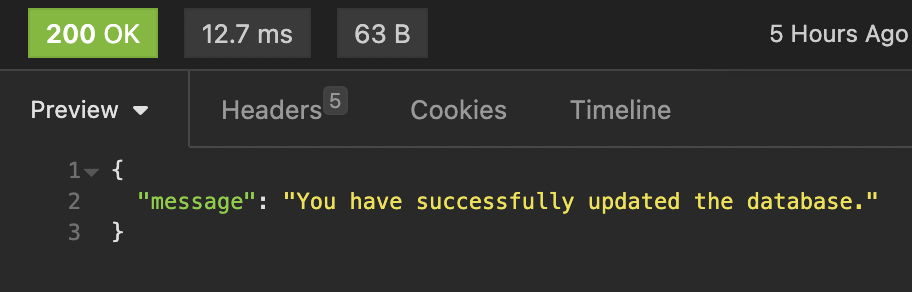 200 OK 12.7 ms 63 B 5 Hours Ago
Preview Headers 5 Cookies Timeline
1 {
2 "message": "You have successfully updated the database."
3 }